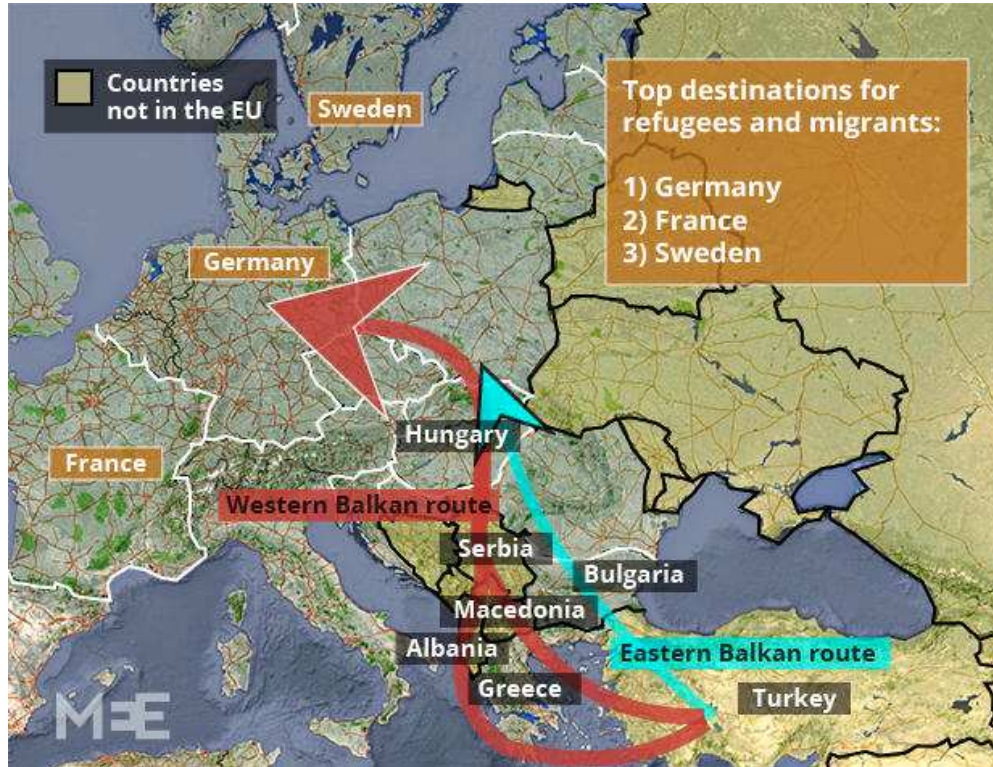 Countries
not in the EU
Sweden
Top destinations for
refugees and migrants:
1) Germany
2) France
3) Sweden
Germany
Hungary
France
Western Balkan route
Serbia
Bulgaria
Macedonia
Albania
Eastern Balkan route
Greece
Turkey
MEE